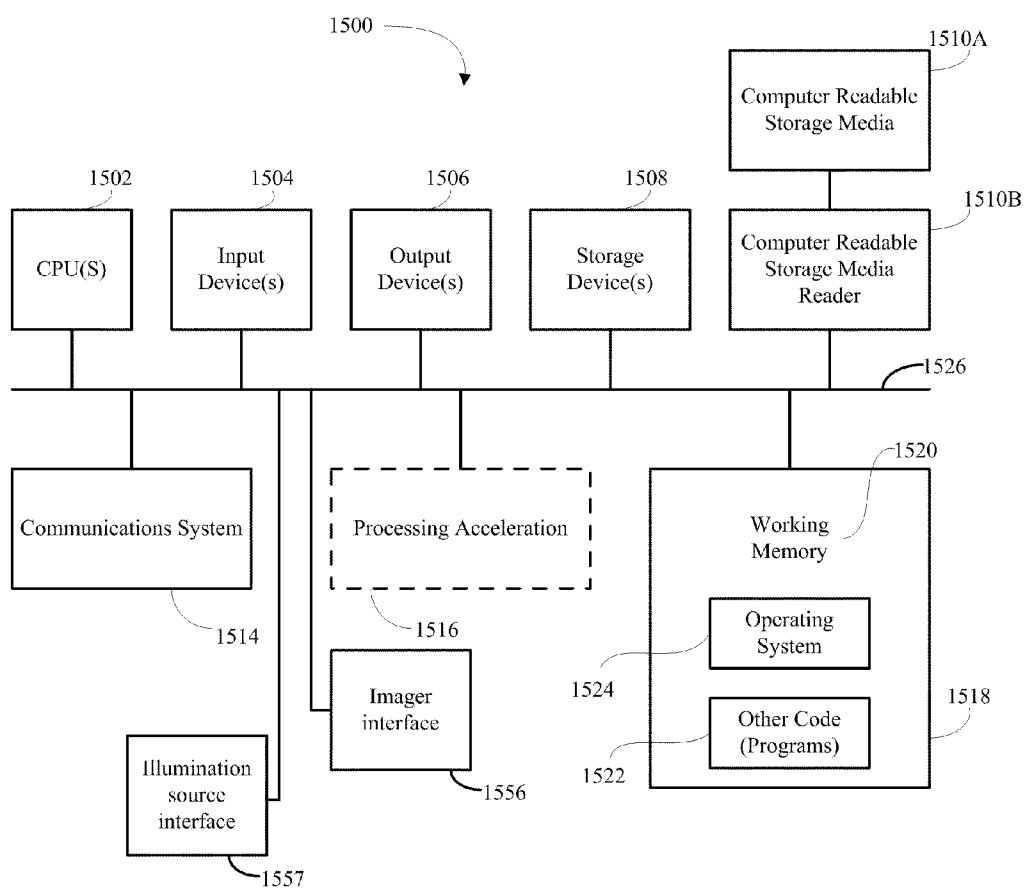 1500
1510A
Computer Readable
Storage Media
1502
1504
1506
1508
1510B
CPU(S)
Input
Device(s)
Output
Device(s)
Storage
Device(s)
Computer Readable
Storage Media
Reader
1526
Communications System
1514
Processing Acceleration
1516
1520
Working
Memory
Operating
System
1524
Other Code
(Programs)
1522
1518
Imager
interface
1556
Illumination
source
interface
1557